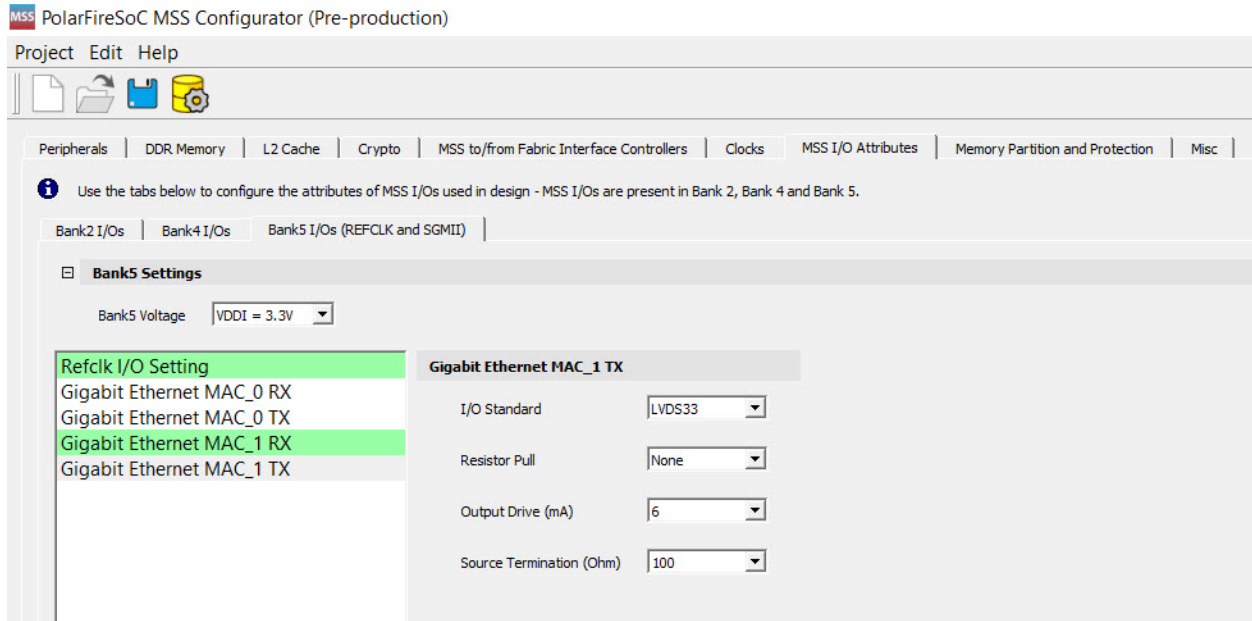 MSS PolarFireSoC MSS Configurator (Pre-production)
Project Edit Help
Peripherals DDR Memory L2 Cache Crypto MSS to/from Fabric Interface Controllers Clocks MSS I/O Attributes Memory Partition and Protection Misc
Use the tabs below to configure the attributes of MSS I/Os used in design - MSS I/Os are present in Bank 2, Bank 4 and Bank 5.
Bank2 I/Os Bank4 I/Os Bank5 I/Os (REFCLK and SGMII)
Bank5 Settings
Bank5 Voltage VDDI = 3.3V
Refclk I/O Setting
Gigabit Ethernet MAC_0 RX
Gigabit Ethernet MAC_0 TX
Gigabit Ethernet MAC_1 RX
Gigabit Ethernet MAC_1 TX
Gigabit Ethernet MAC_1 TX
I/O Standard LVDS33
Resistor Pull None
Output Drive (mA) 6
Source Termination (Ohm) 100